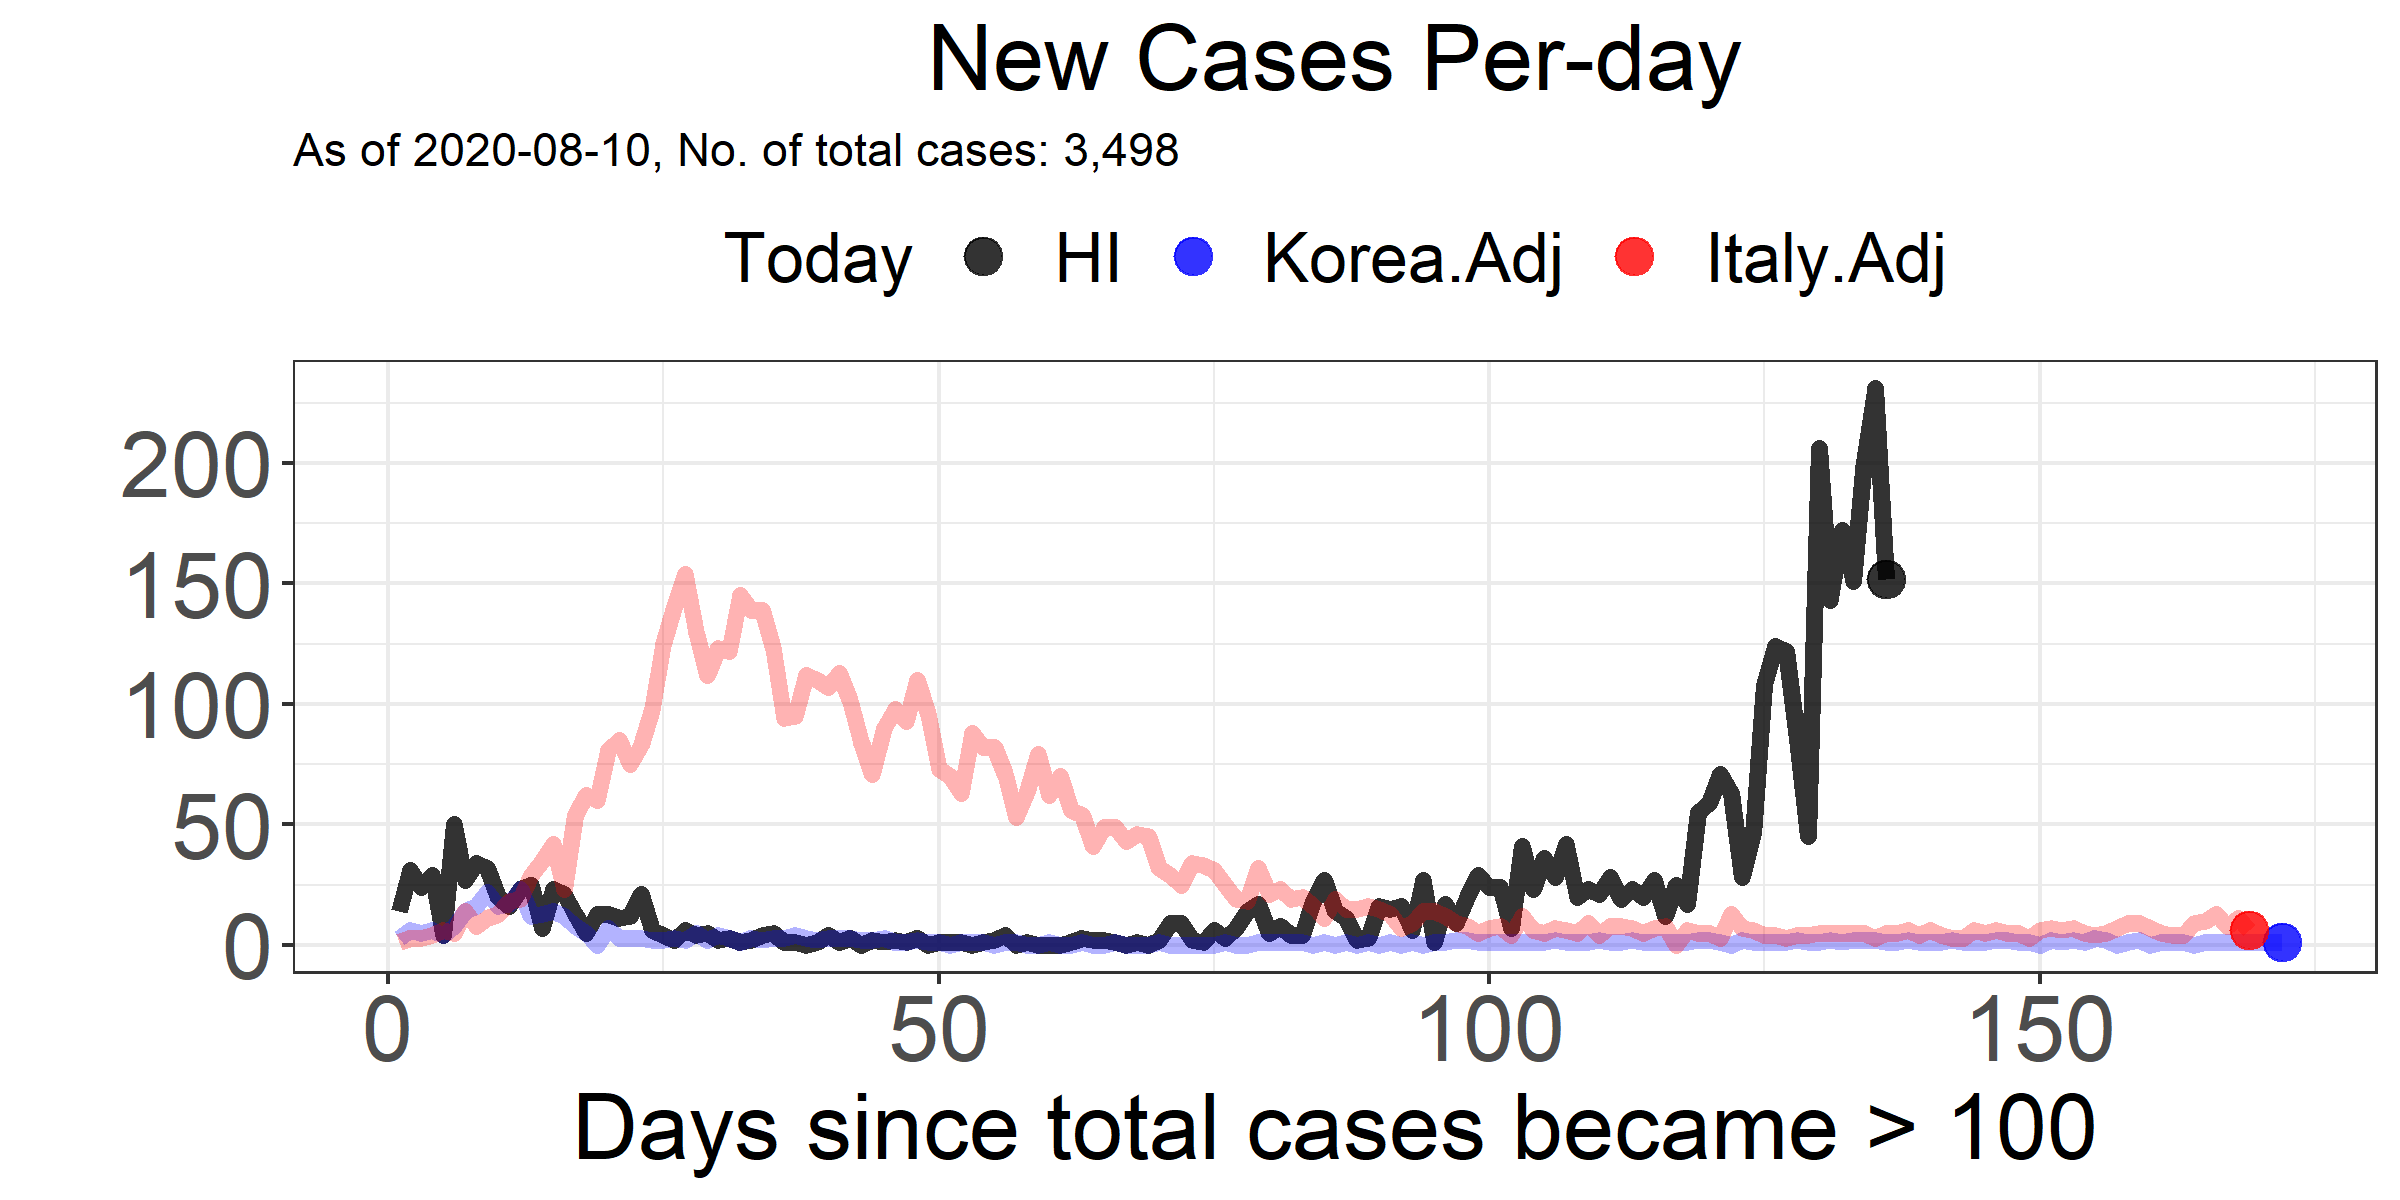 New Cases Per-day
As of 2020-08-10, No. of total cases: 3,498
Today HI Korea.Adj Italy.Adj
200
150
100
50
0
0 50 100 150
Days since total cases became > 100